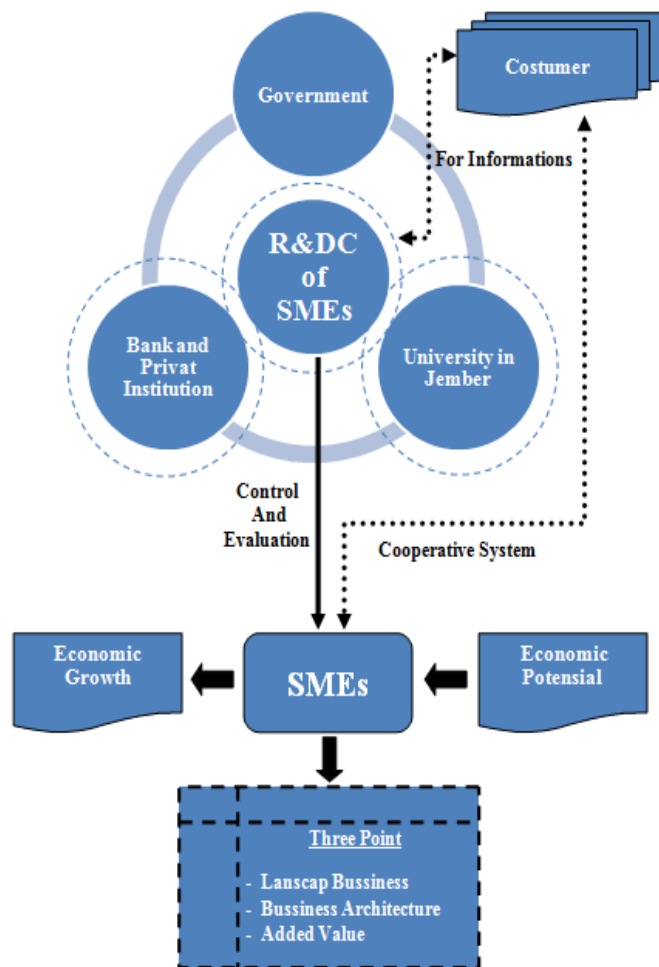 Government
Costumer
For Informations
R&DC
of
SMEs
Bank and
Privat
Institution
University in
Jember
Control
And
Evaluation
Cooperative System
Economic
Growth
SMEs
Economic
Potensial
Three Point
- Lanscap Bussiness
- Bussiness Architecture
- Added Value